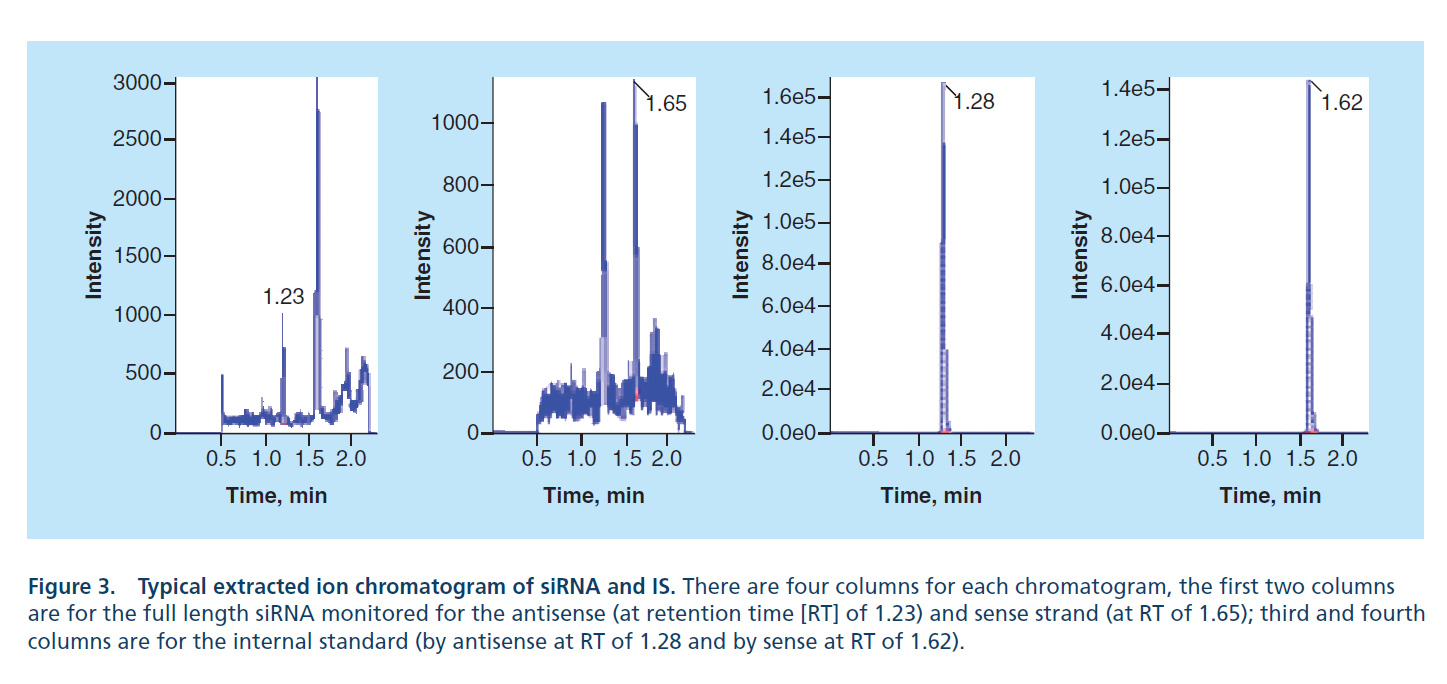 3000
2500
2000
1500
1000
500
0
Intensity
1.23
0.5 1.0 1.5 2.0
Time, min
1000
800
600
400
200
0
Intensity
1.65
0.5 1.0 1.5 2.0
Time, min
1.6e5
1.4e5
1.2e5
1.0e5
8.0e4
6.0e4
4.0e4
2.0e4
0.0e0
Intensity
1.28
0.5 1.0 1.5 2.0
Time, min
1.4e5
1.2e5
1.0e5
8.0e4
6.0e4
4.0e4
2.0e4
0.0e0
Intensity
1.62
0.5 1.0 1.5 2.0
Time, min
Figure 3. Typical extracted ion chromatogram of siRNA and IS. There are four columns for each chromatogram, the first two columns
are for the full length siRNA monitored for the antisense (at retention time [RT] of 1.23) and sense strand (at RT of 1.65); third and fourth
columns are for the internal standard (by antisense at RT of 1.28 and by sense at RT of 1.62).